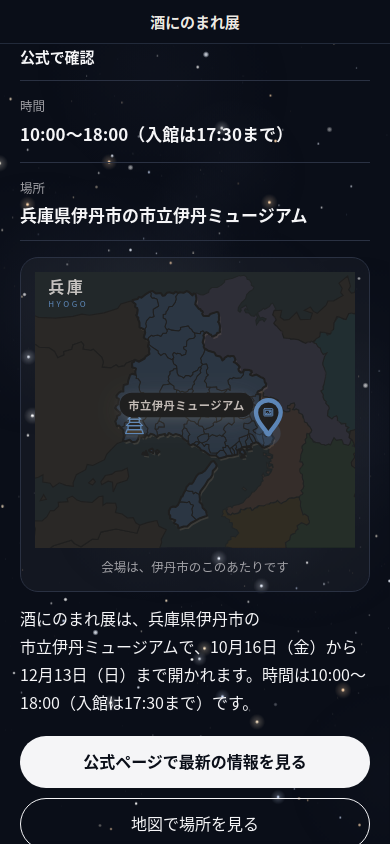 酒にのまれ展
公式で確認
時間
10:00〜18:00（入館は17:30まで）
場所
兵庫県伊丹市の市立伊丹ミュージアム
兵庫
HYOGO
市立伊丹ミュージアム
会場は、伊丹市のこのあたりです
酒にのまれ展は、兵庫県伊丹市の
市立伊丹ミュージアムで、10月16日（金）から
12月13日（日）まで開かれます。時間は10:00〜
18:00（入館は17:30まで）です。
公式ページで最新の情報を見る
地図で場所を見る